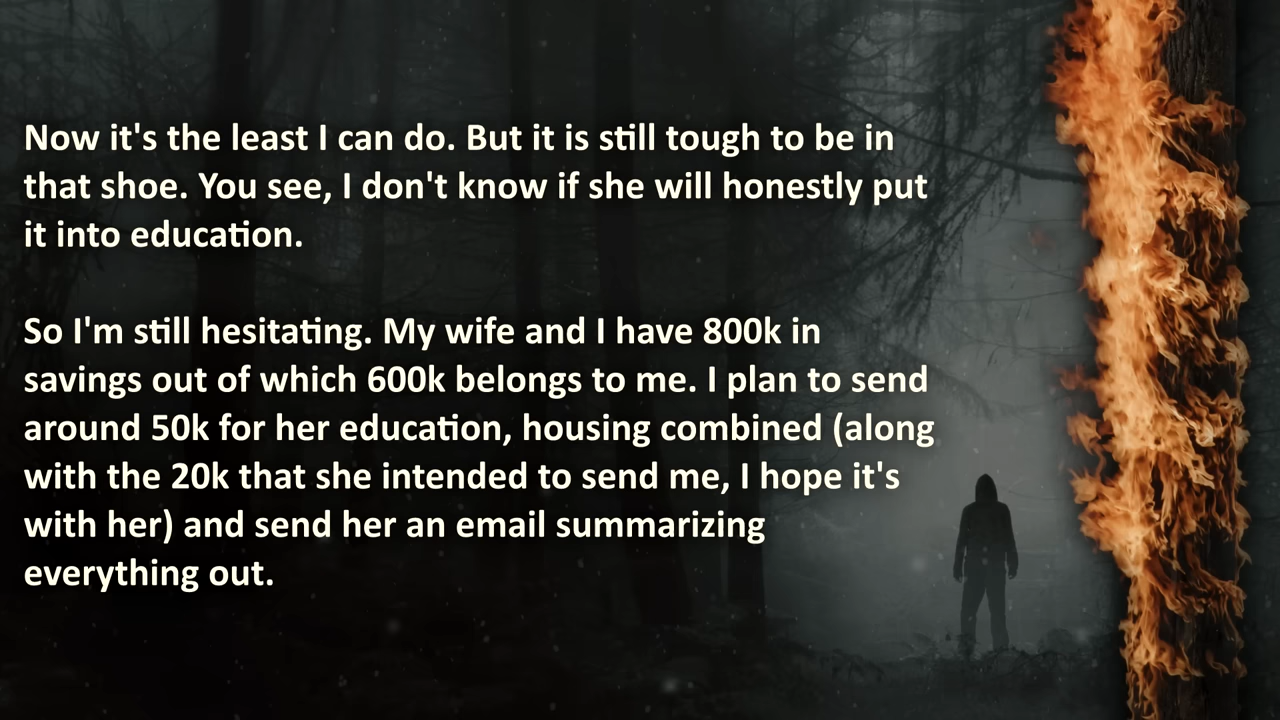 Now it's the least I can do. But it is still tough to be in
that shoe. You see, I don't know if she will honestly put
it into education.
So I'm still hesitating. My wife and I have 800k in
savings out of which 600k belongs to me. I plan to send
around 50k for her education, housing combined (along
with the 20k that she intended to send me, I hope it's
with her) and send her an email summarizing
everything out.